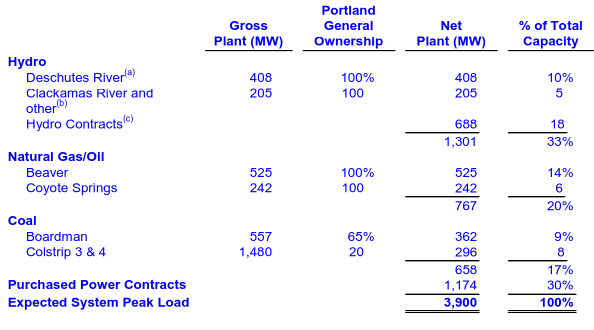 Portland
Gross General Net % of Total
Plant (MW) Ownership Plant (MW) Capacity
Hydro
Deschutes River(a) 408 100% 408 10%
Clackamas River and 205 100 205 5
other(b)
Hydro Contracts(c) 688 18
1,301 33%
Natural Gas/Oil
Beaver 525 100% 525 14%
Coyote Springs 242 100 242 6
767 20%
Coal
Boardman 557 65% 362 9%
Colstrip 3 & 4 1,480 20 296 8
658 17%
Purchased Power Contracts 1,174 30%
Expected System Peak Load 3,900 100%